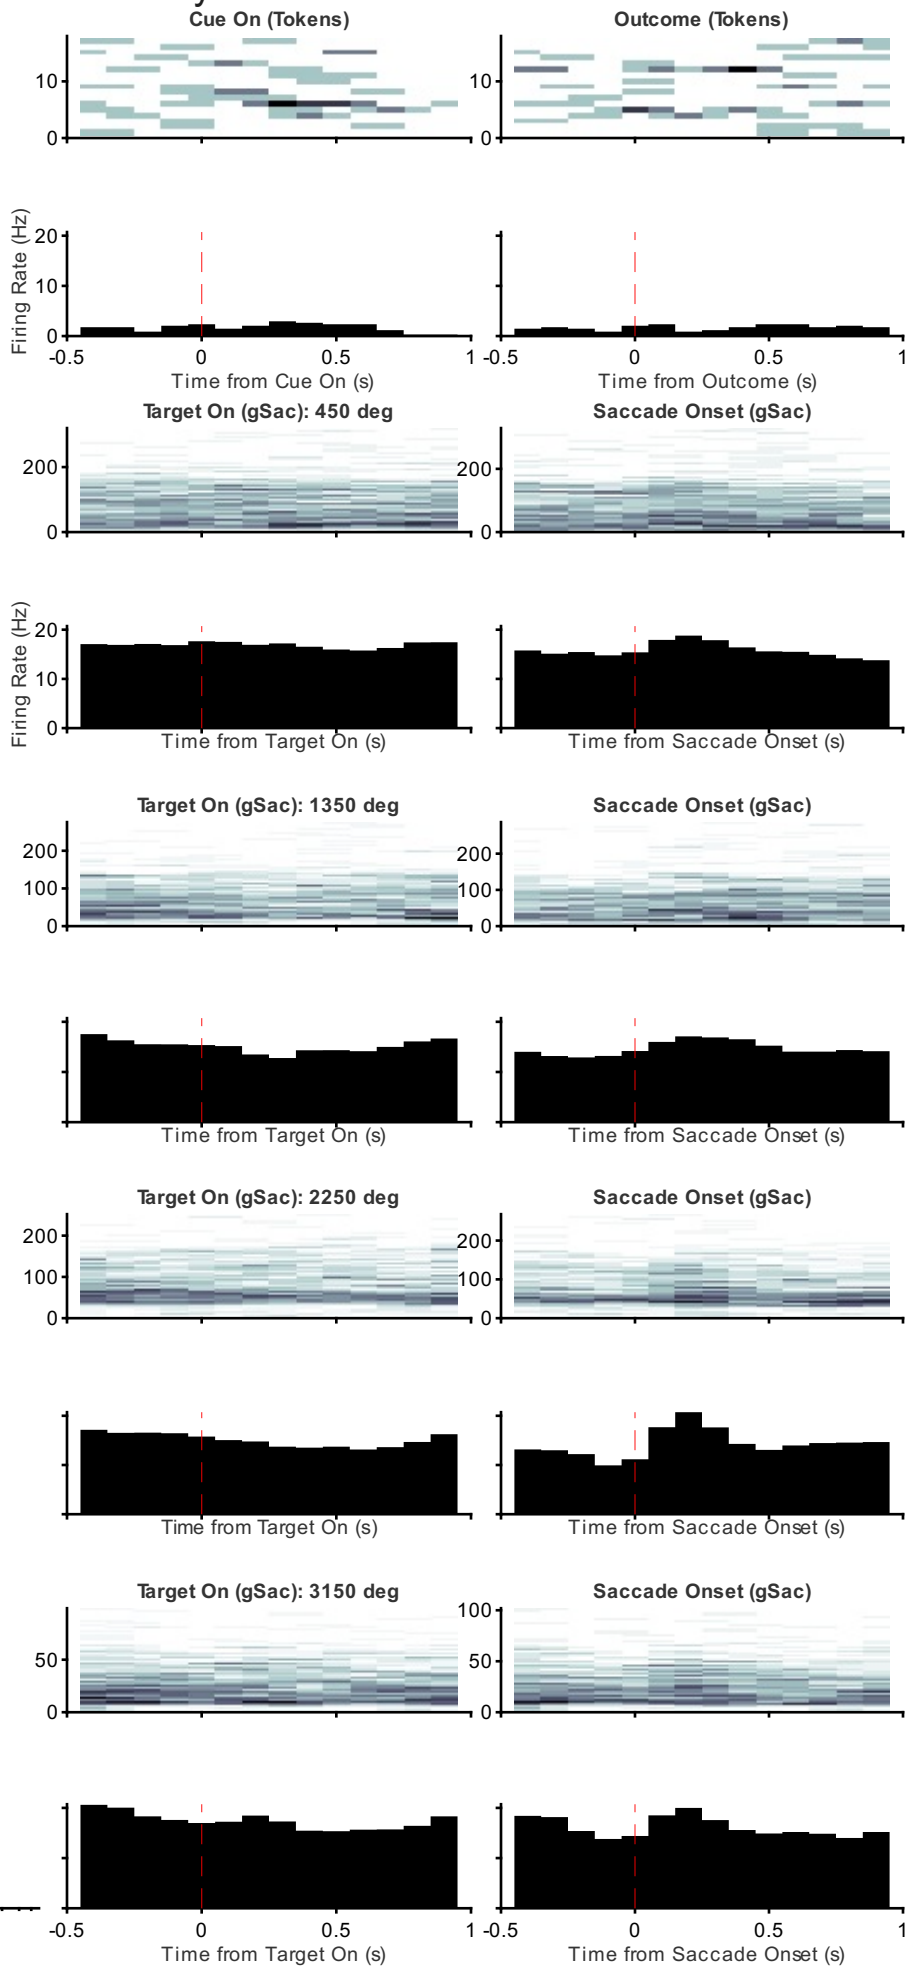 Cue On (Tokens) Outcome (Tokens)
10 10
0 0
Firing Rate (Hz)
20
10
0
-0.5 0 0.5 1 -0.5 0 0.5 1
Time from Cue On (s) Time from Outcome (s)
Target On (gSac): 450 deg Saccade Onset (gSac)
200 200
0 0
Firing Rate (Hz)
20
10
0
Time from Target On (s) Time from Saccade Onset (s)
Target On (gSac): 1350 deg Saccade Onset (gSac)
200 200
100 100
0 0
Time from Target On (s) Time from Saccade Onset (s)
Target On (gSac): 2250 deg Saccade Onset (gSac)
200 200
100 100
0 0
Time from Target On (s) Time from Saccade Onset (s)
Target On (gSac): 3150 deg Saccade Onset (gSac)
100
50 50
0 0
-0.5 0 0.5 1 -0.5 0 0.5 1
Time from Target On (s) Time from Saccade Onset (s)